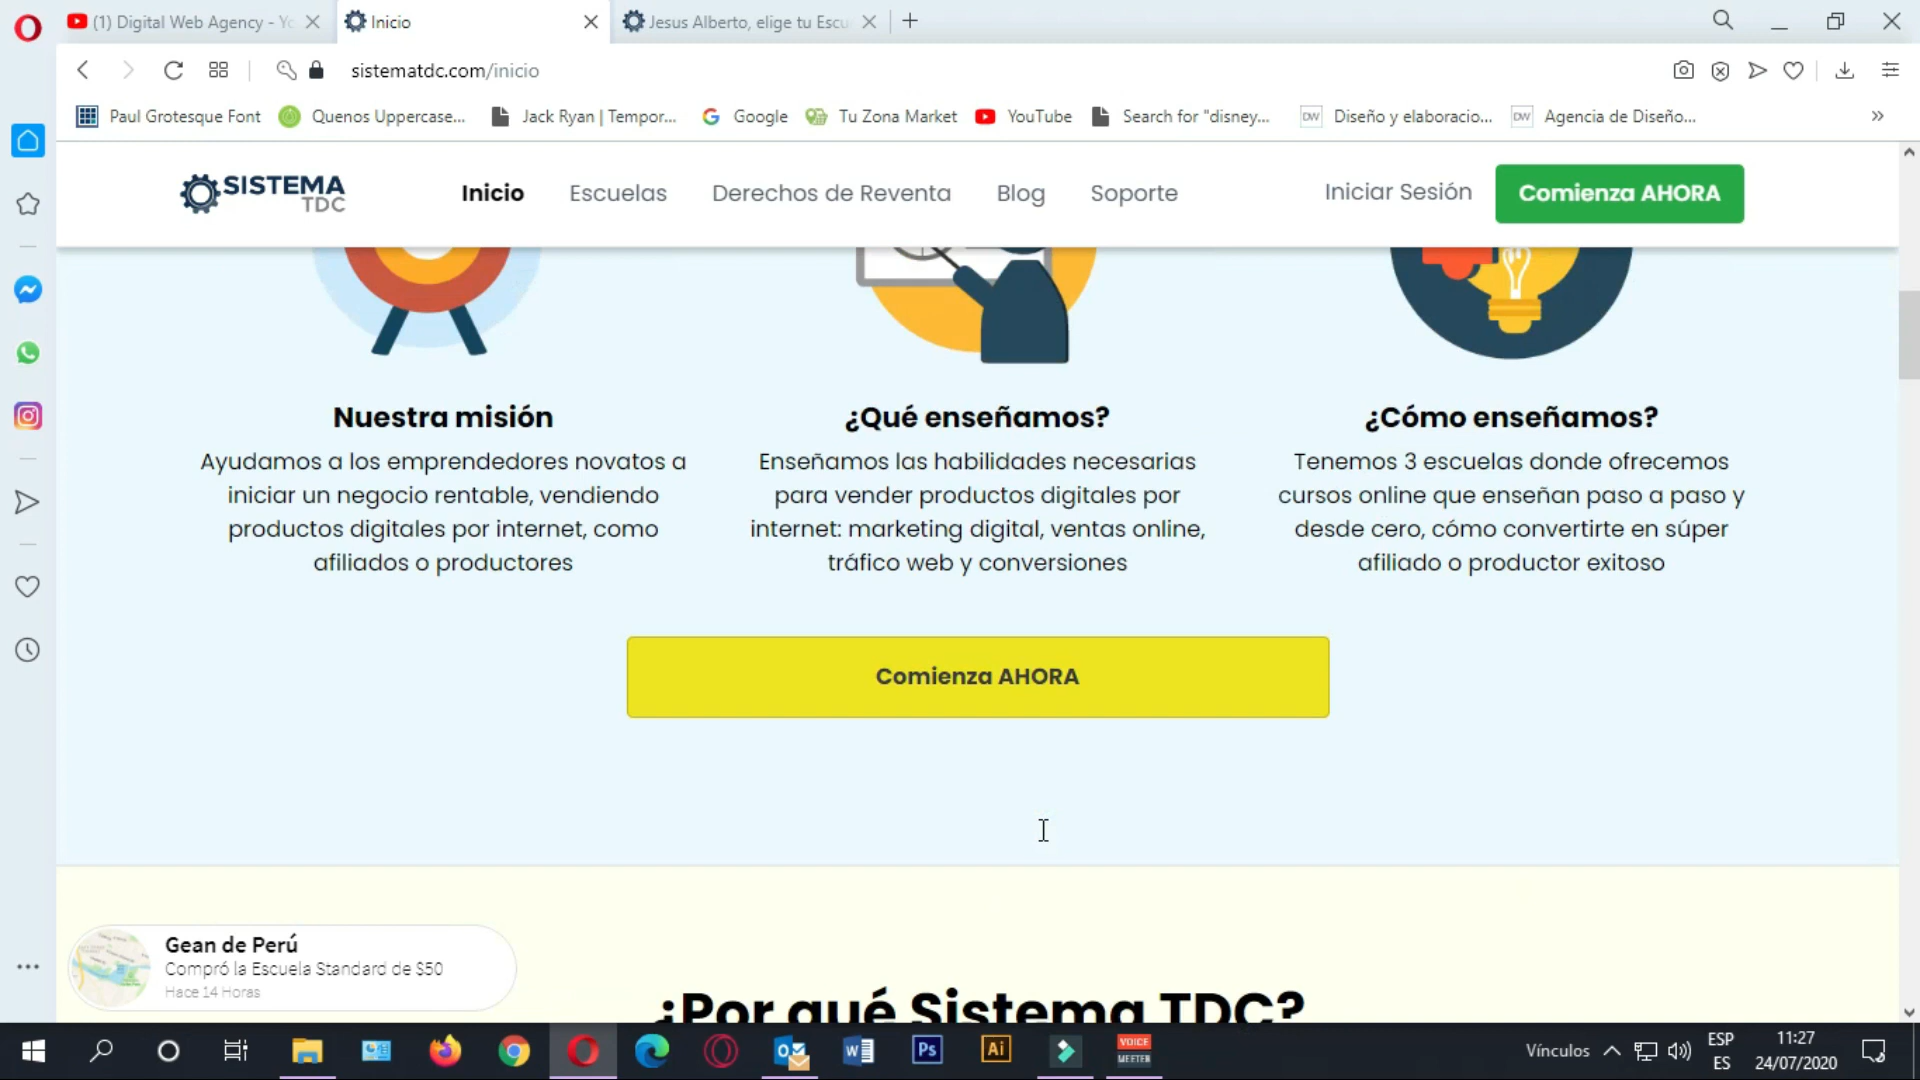 (1) Digital Web Agency - Yo
Inicio
Jesus Alberto, elige tu Escu
sistematdc.com/inicio
Paul Grotesque Font
Quenos Uppercase...
Jack Ryan | Tempor...
Google
Tu Zona Market
YouTube
Search for "disney...
DW
Diseño y elaboracio...
DW
Agencia de Diseño...
»
SISTEMA
TDC
Inicio
Escuelas
Derechos de Reventa
Blog
Soporte
Iniciar Sesión
Comienza AHORA
Nuestra misión
Ayudamos a los emprendedores novatos a
iniciar un negocio rentable, vendiendo
productos digitales por internet, como
afiliados o productores
¿Qué enseñamos?
Enseñamos las habilidades necesarias
para vender productos digitales por
internet: marketing digital, ventas online,
tráfico web y conversiones
¿Cómo enseñamos?
Tenemos 3 escuelas donde ofrecemos
cursos online que enseñan paso a paso y
desde cero, cómo convertirte en súper
afiliado o productor exitoso
Comienza AHORA
Gean de Perú
Compró la Escuela Standard de $50
Hace 14 Horas
¿Por qué Sistema TDC?
Ps
Ai
VOICE
MEETER
Vínculos
ESP
ES
11:27
24/07/2020